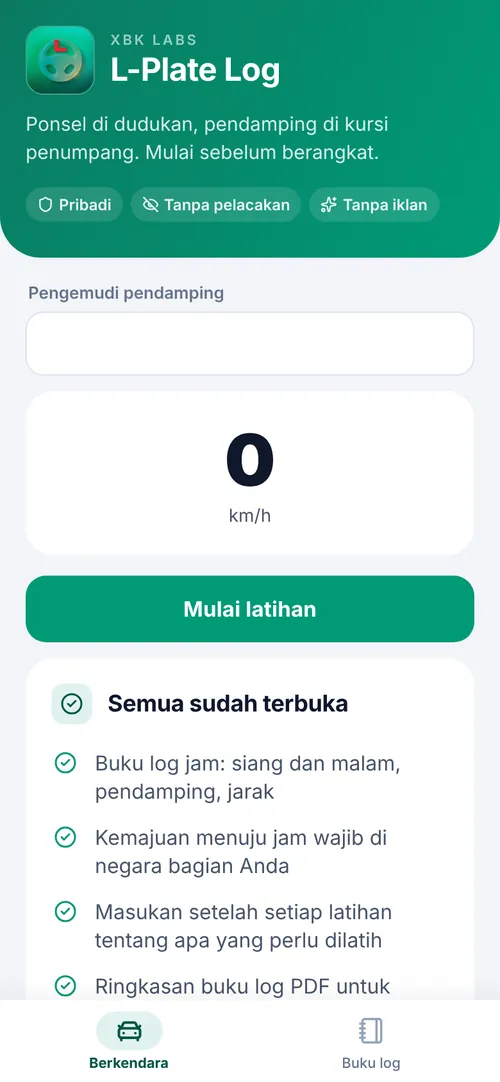 XBK LABS
L-Plate Log
Ponsel di dudukan, pendamping di kursi
penumpang. Mulai sebelum berangkat.
Pribadi
Tanpa pelacakan
Tanpa iklan
Pengemudi pendamping
0
km/h
Mulai latihan
Semua sudah terbuka
Buku log jam: siang dan malam,
pendamping, jarak
Kemajuan menuju jam wajib di
negara bagian Anda
Masukan setelah setiap latihan
tentang apa yang perlu dilatih
Ringkasan buku log PDF untuk
Berkendara
Buku log